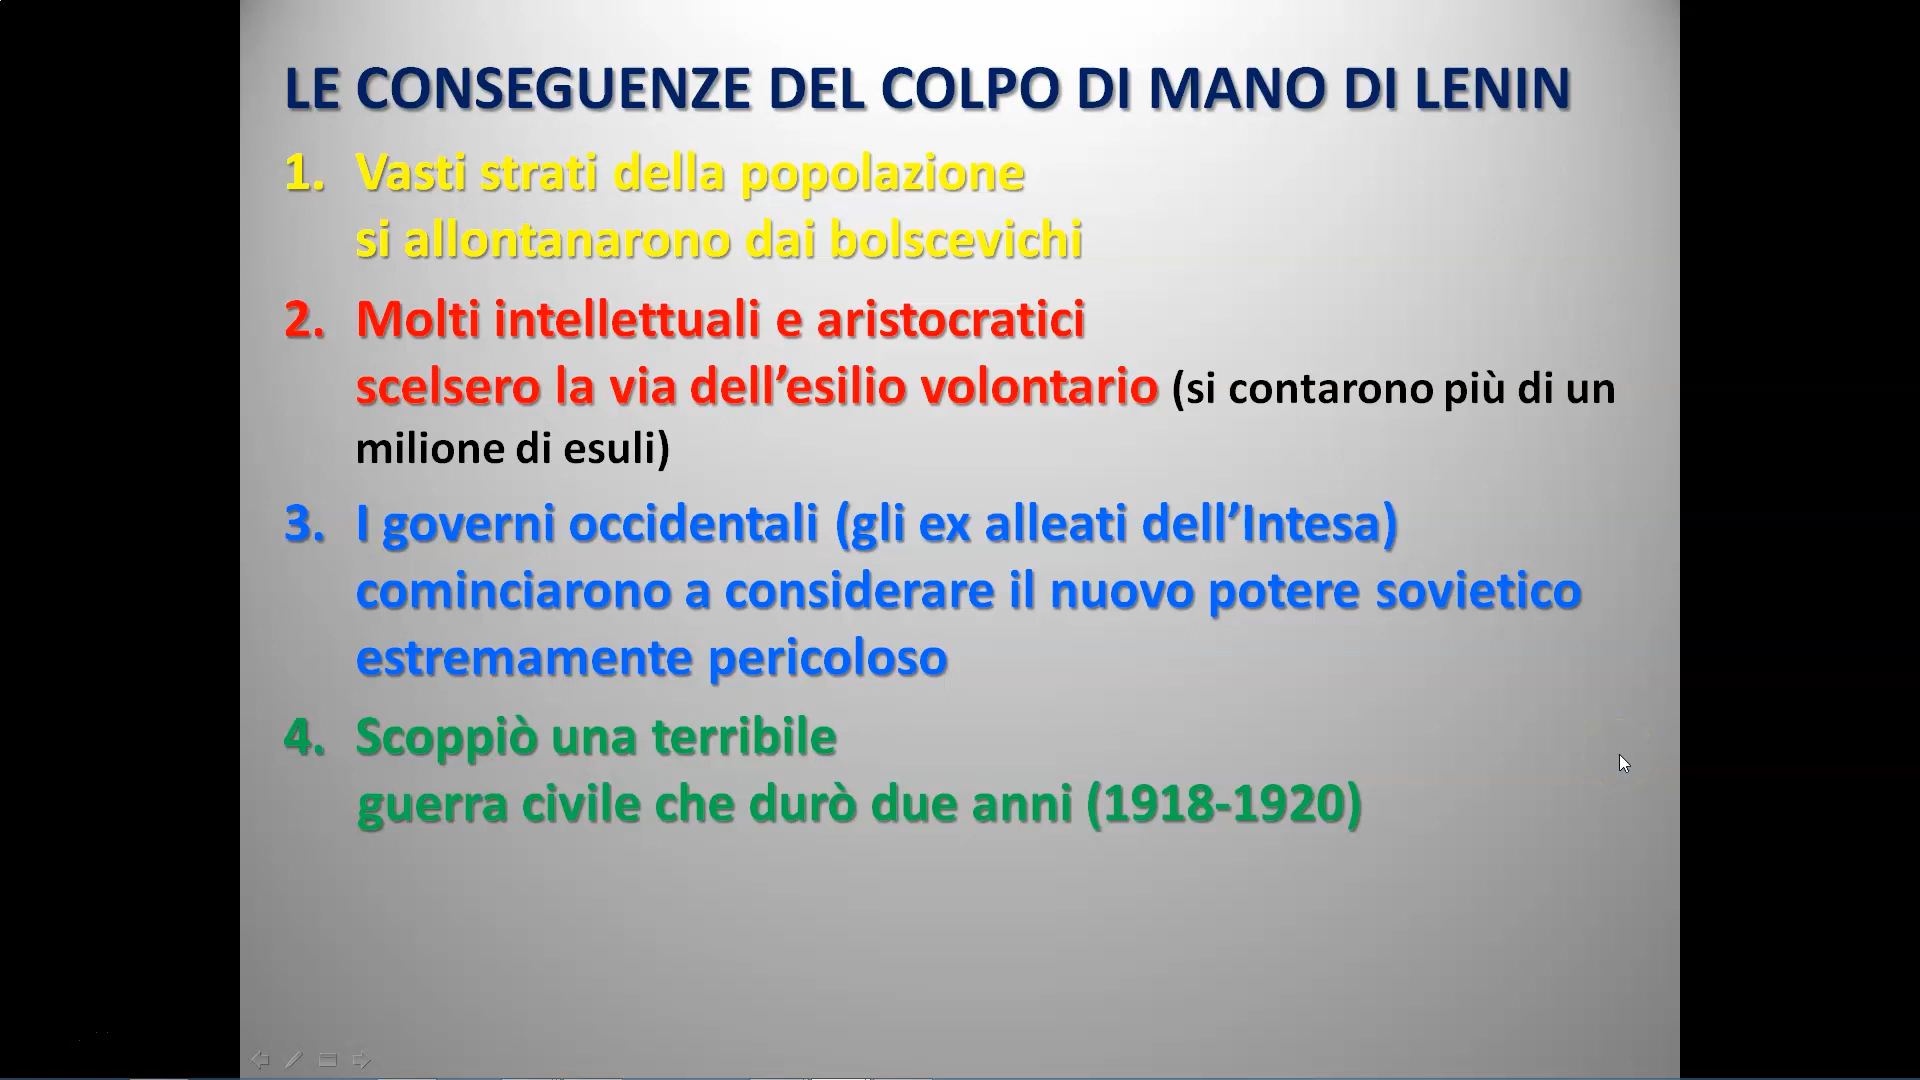 LE CONSEGUENZE DEL COLPO DI MANO DI LENIN
1. Vasti strati della popolazione
si allontanarono dai bolscevichi
2. Molti intellettuali e aristocratici
scelsero la via dell’esilio volontario (si contarono più di un
milione di esuli)
3. I governi occidentali (gli ex alleati dell’Intesa)
cominciarono a considerare il nuovo potere sovietico
estremamente pericoloso
4. Scoppiò una terribile
guerra civile che durò due anni (1918-1920)